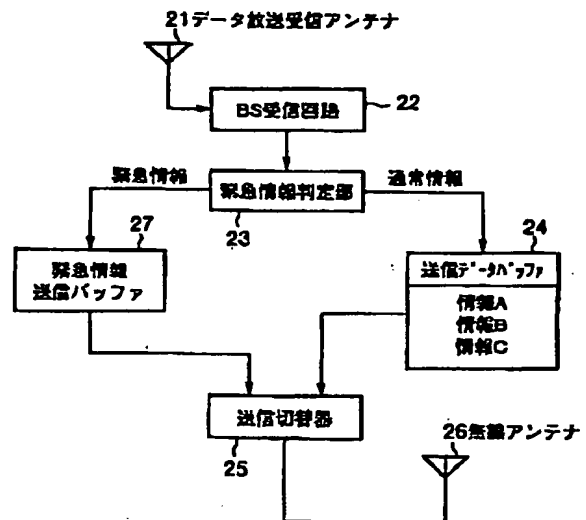 21データ放送受信アンテナ
BS受信回路
22
緊急情報
緊急情報判定部
通常情報
23
27
緊急情報
送信バッファ
24
送信データバッファ
情報A
情報B
情報C
送信切替器
25
26無線アンテナ